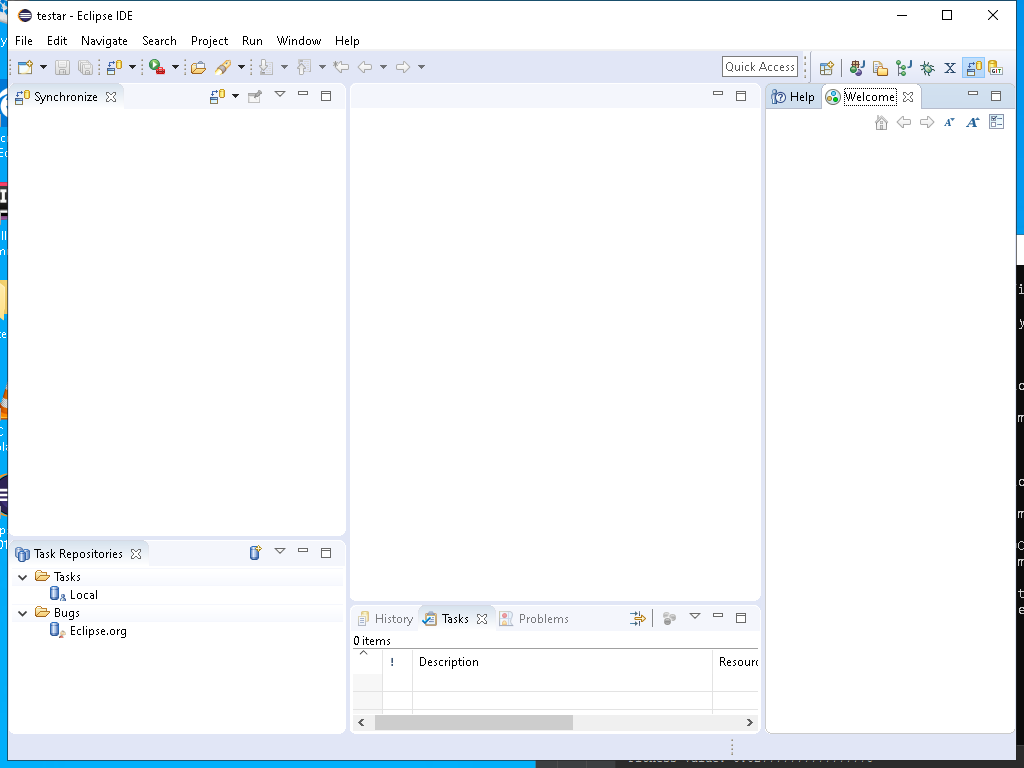 testar - Eclipse IDE
File Edit Navigate Search Project Run Window Help
Quick Access
Synchronize
Help Welcome
Task Repositories
Tasks
Local
Bugs
Eclipse.org
History Tasks Problems
0 items
! Description Resourc